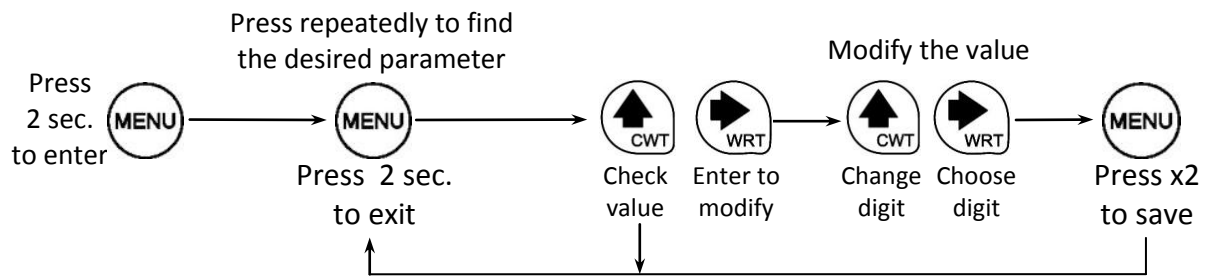 Press repeatedly to find
the desired parameter
Modify the value
Press
2 sec.
to enter
MENU
MENU
CWT
WRT
CWT
WRT
MENU
Press 2 sec.
to exit
Check
value
Enter to
modify
Change
digit
Choose
digit
Press x2
to save